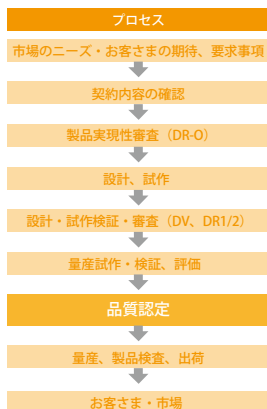 プロセス
市場のニーズ・お客さまの期待、要求事項
契約内容の確認
製品実現性審査（DR-O）
設計、試作
設計・試作検証・審査（DV、DR1/2）
量産試作・検証、評価
品質認定
量産、製品検査、出荷
お客さま・市場